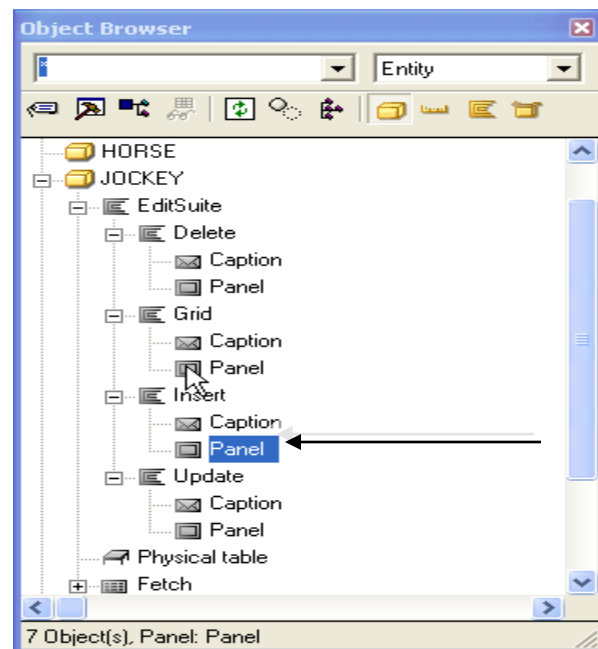 Object Browser
* Entity
HORSE
JOCKEY
EditSuite
Delete
Caption
Panel
Grid
Caption
Panel
Insert
Caption
Panel
Update
Caption
Panel
Physical table
Fetch
7 Object(s), Panel: Panel